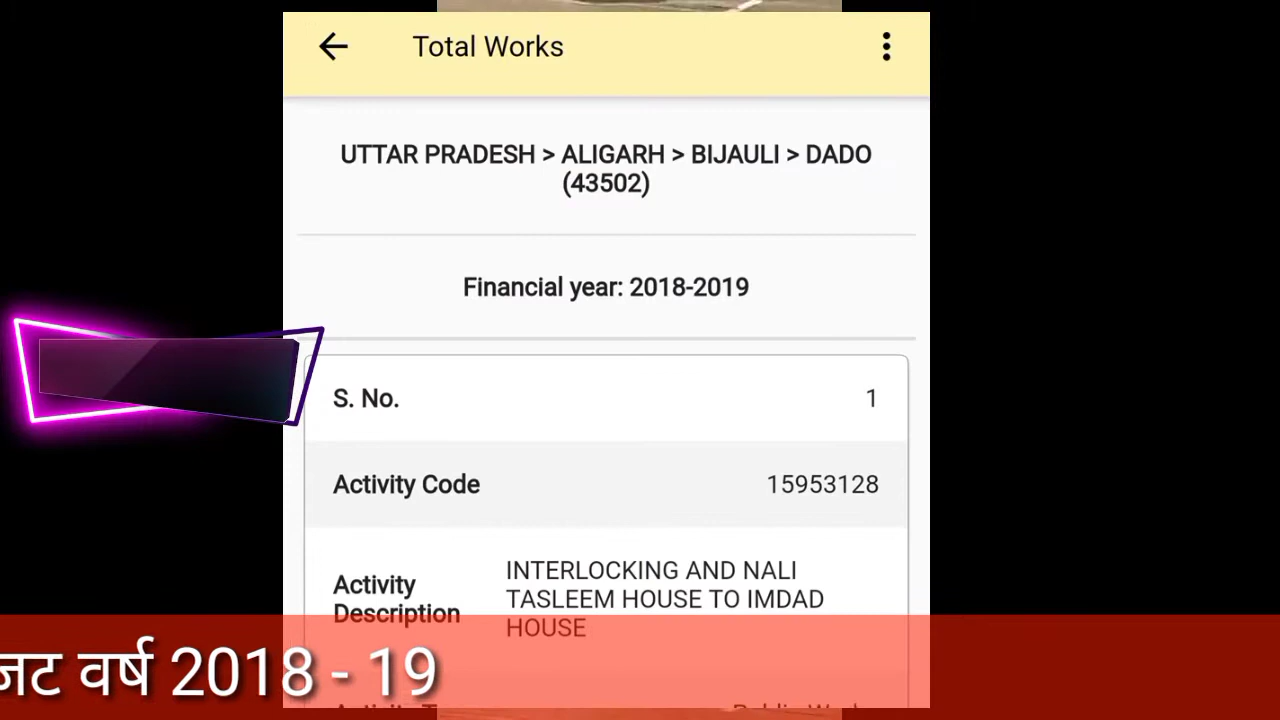 Total Works
UTTAR PRADESH > ALIGARH > BIJAULI > DADO
(43502)
Financial year: 2018-2019
S. No. 1
Activity Code 15953128
Activity Description
INTERLOCKING AND NALI
TASLEEM HOUSE TO IMDAD
HOUSE
वर्ष 2018 - 19